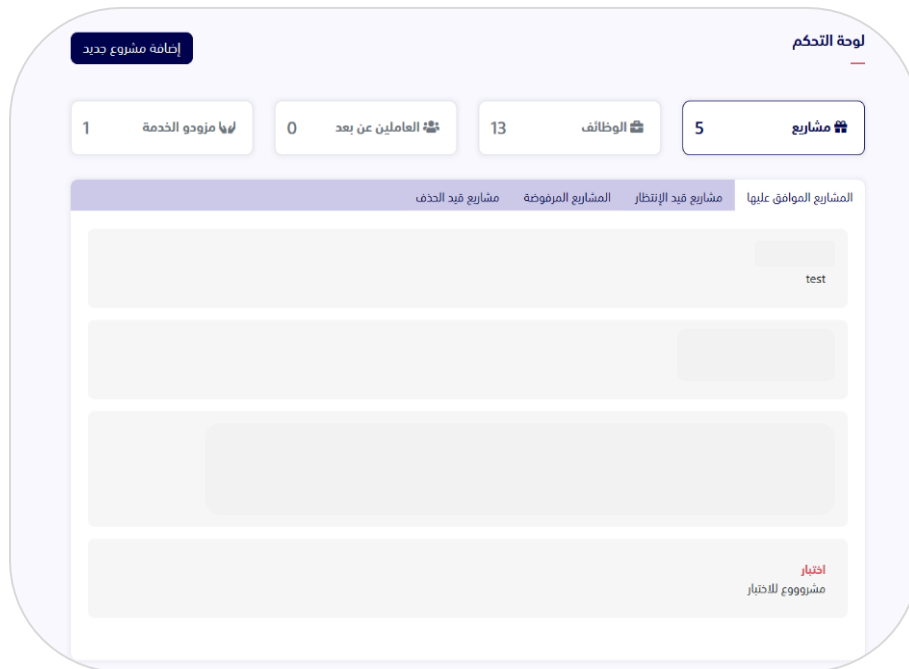 لوحة التحكم
إضافة مشروع جديد
مشاريع 5
الوظائف 13
العاملين عن بعد 0
مزودو الخدمة 1
المشاريع الموافق عليها
مشاريع قيد الإنتظار
المشاريع المرفوضة
مشاريع قيد الحذف
test
اختبار
مشروووع للاختبار